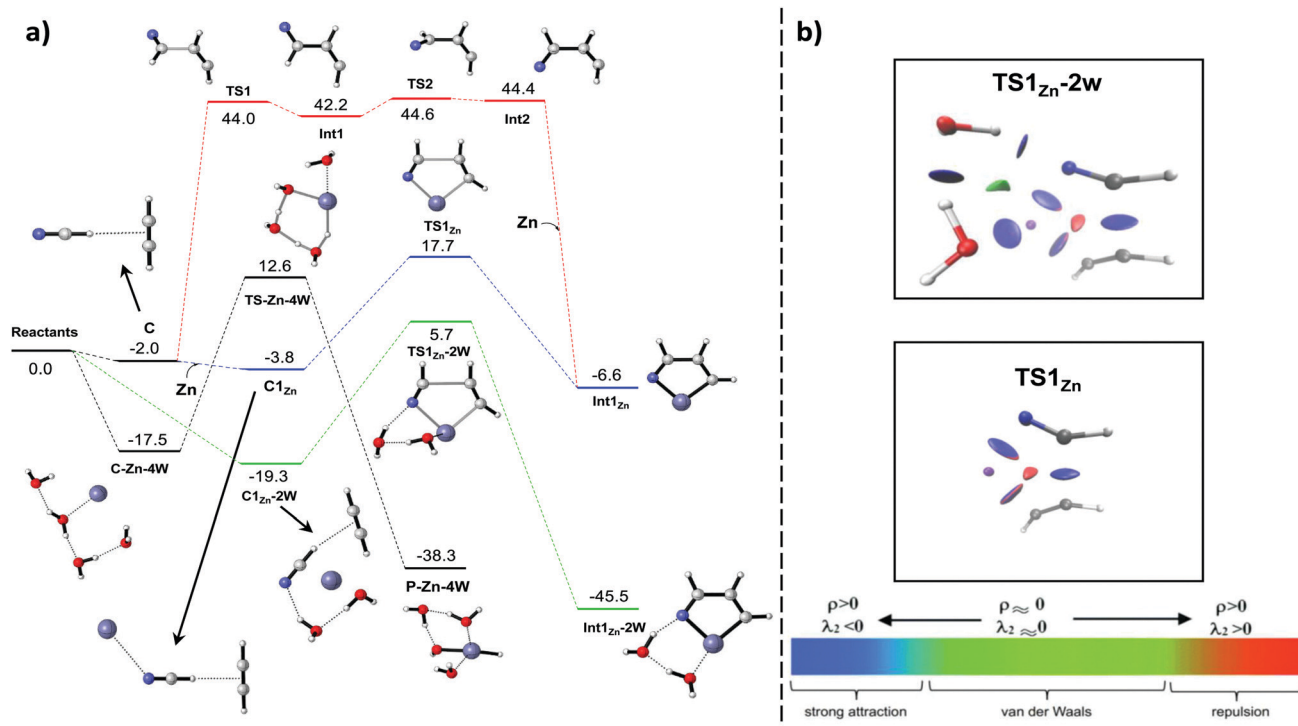 a)
TS1
44.0
42.2
Int1
TS2
44.6
44.4
Int2
TS1Zn
17.7
Zn
12.6
TS-Zn-4W
Reactants
0.0
C
-2.0
Zn
-3.8
C1Zn
5.7
TS1Zn-2W
-6.6
Int1Zn
-17.5
C-Zn-4W
-19.3
C1Zn-2W
-38.3
P-Zn-4W
-45.5
Int1Zn-2W
b)
TS1Zn-2w
TS1Zn
ρ>0 ρ≈0 ρ>0
λ2<0 λ2≈0 λ2>0
strong attraction van der Waals repulsion